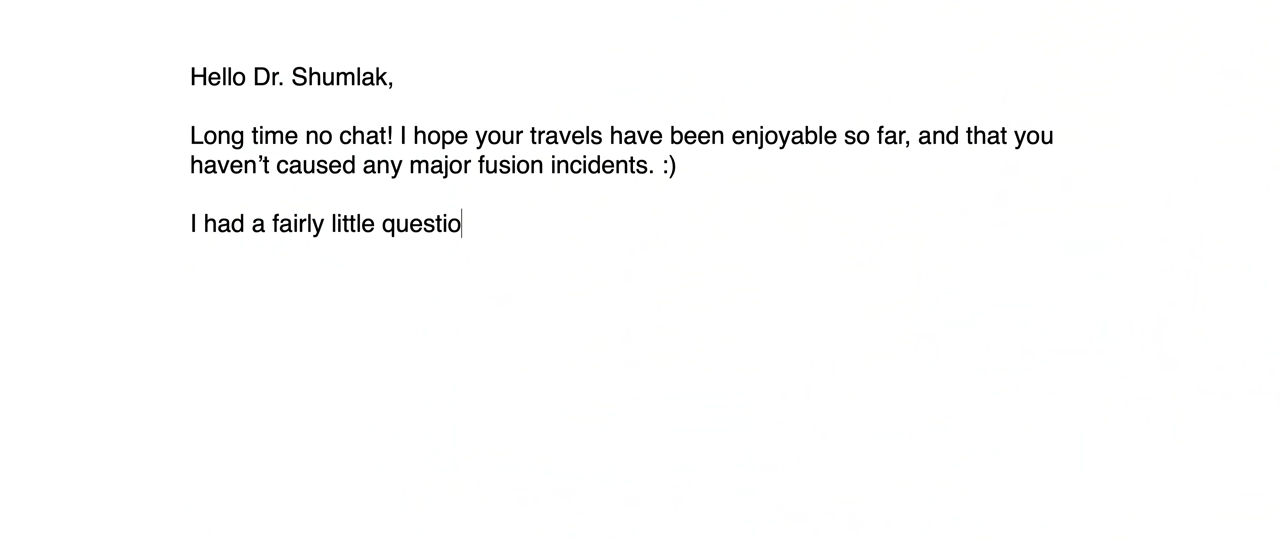 Hello Dr. Shumlak,
Long time no chat! I hope your travels have been enjoyable so far, and that you
haven’t caused any major fusion incidents. :)
I had a fairly little questio